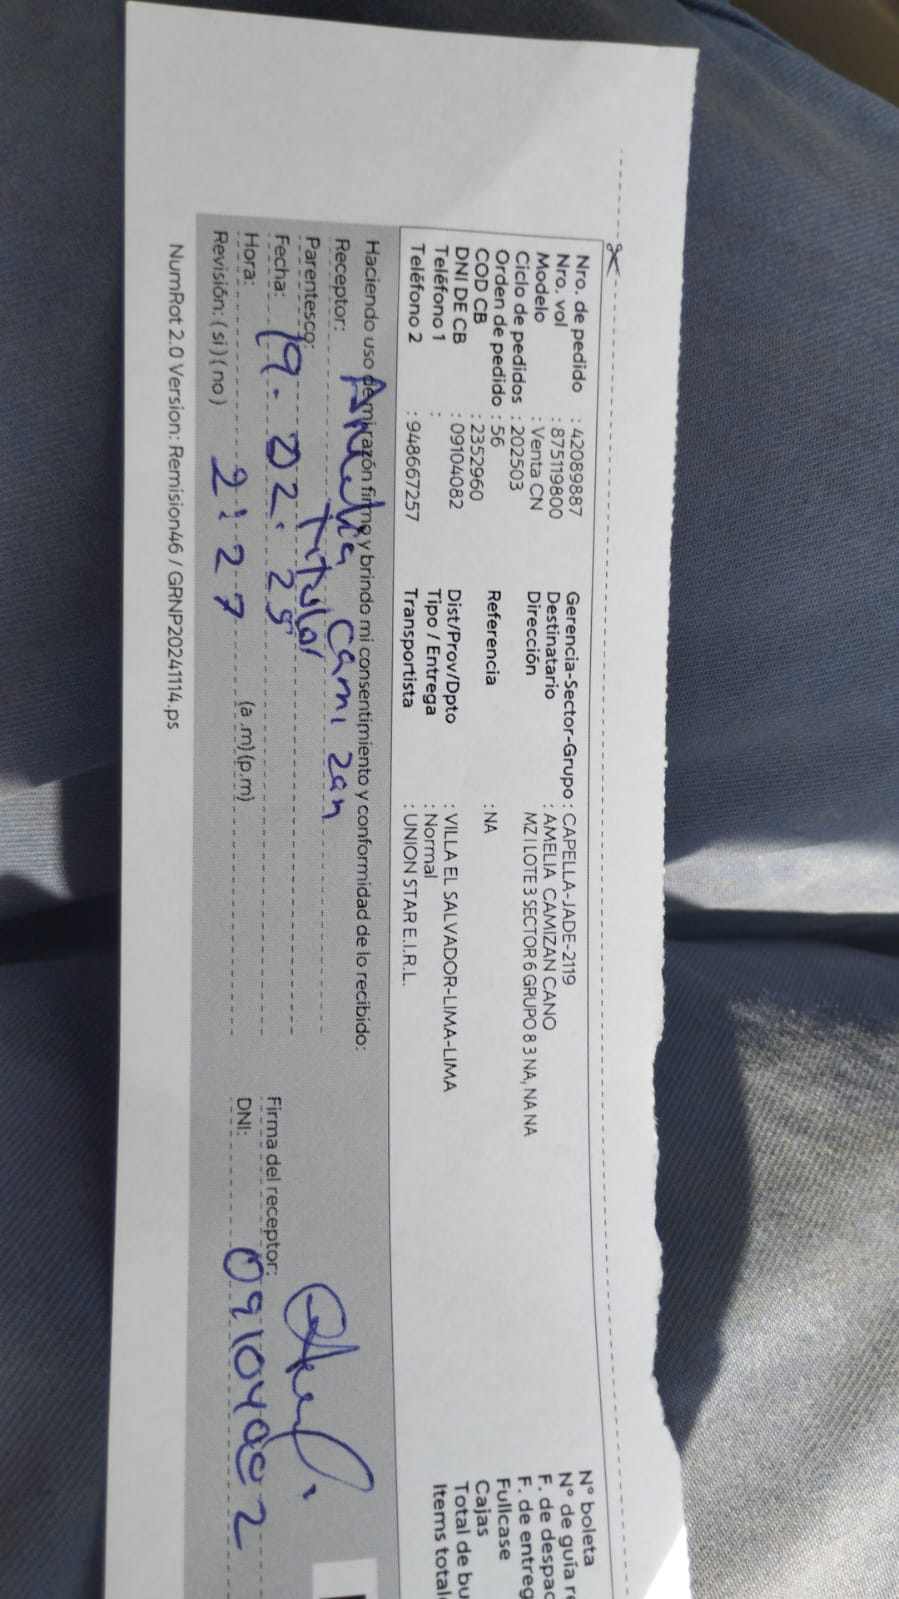 Nro. de pedido : 42089887 Gerencia-Sector-Grupo : CAPELLA-JADE-2119 N° boleta
Nro. vol : 875119800 Destinatario : AMELIA CAMIZAN CANO N° de guía
Modelo : Venta CN Dirección MZ I LOTE 3 SECTOR 6 GRUPO 8 3 NA, NA NA F. de despac
Ciclo de pedidos : 202503 F. de entreg
Orden de pedido : 56 Referencia : NA Fullcase
COD CB : 2352960 Cajas
DNI DE CB : 09104082 Dist/Prov/Dpto : VILLA EL SALVADOR-LIMA-LIMA Total de bu
Teléfono 1 : Tipo / Entrega : Normal Items total
Teléfono 2 : 948667257 Transportista : UNION STAR E.I.R.L.
Haciendo uso de mi razón firmo y brindo mi consentimiento y conformidad de lo recibido:
Receptor: Amelia Camizan
Parentesco: Titular
Fecha: 19. 02. 25 Firma del receptor:
Hora: 2:27 (a.m)(p.m) DNI: 09104082
Revisión: (si) (no)
NumRot 2.0 Version: Remision46 / GRNP20241114.ps